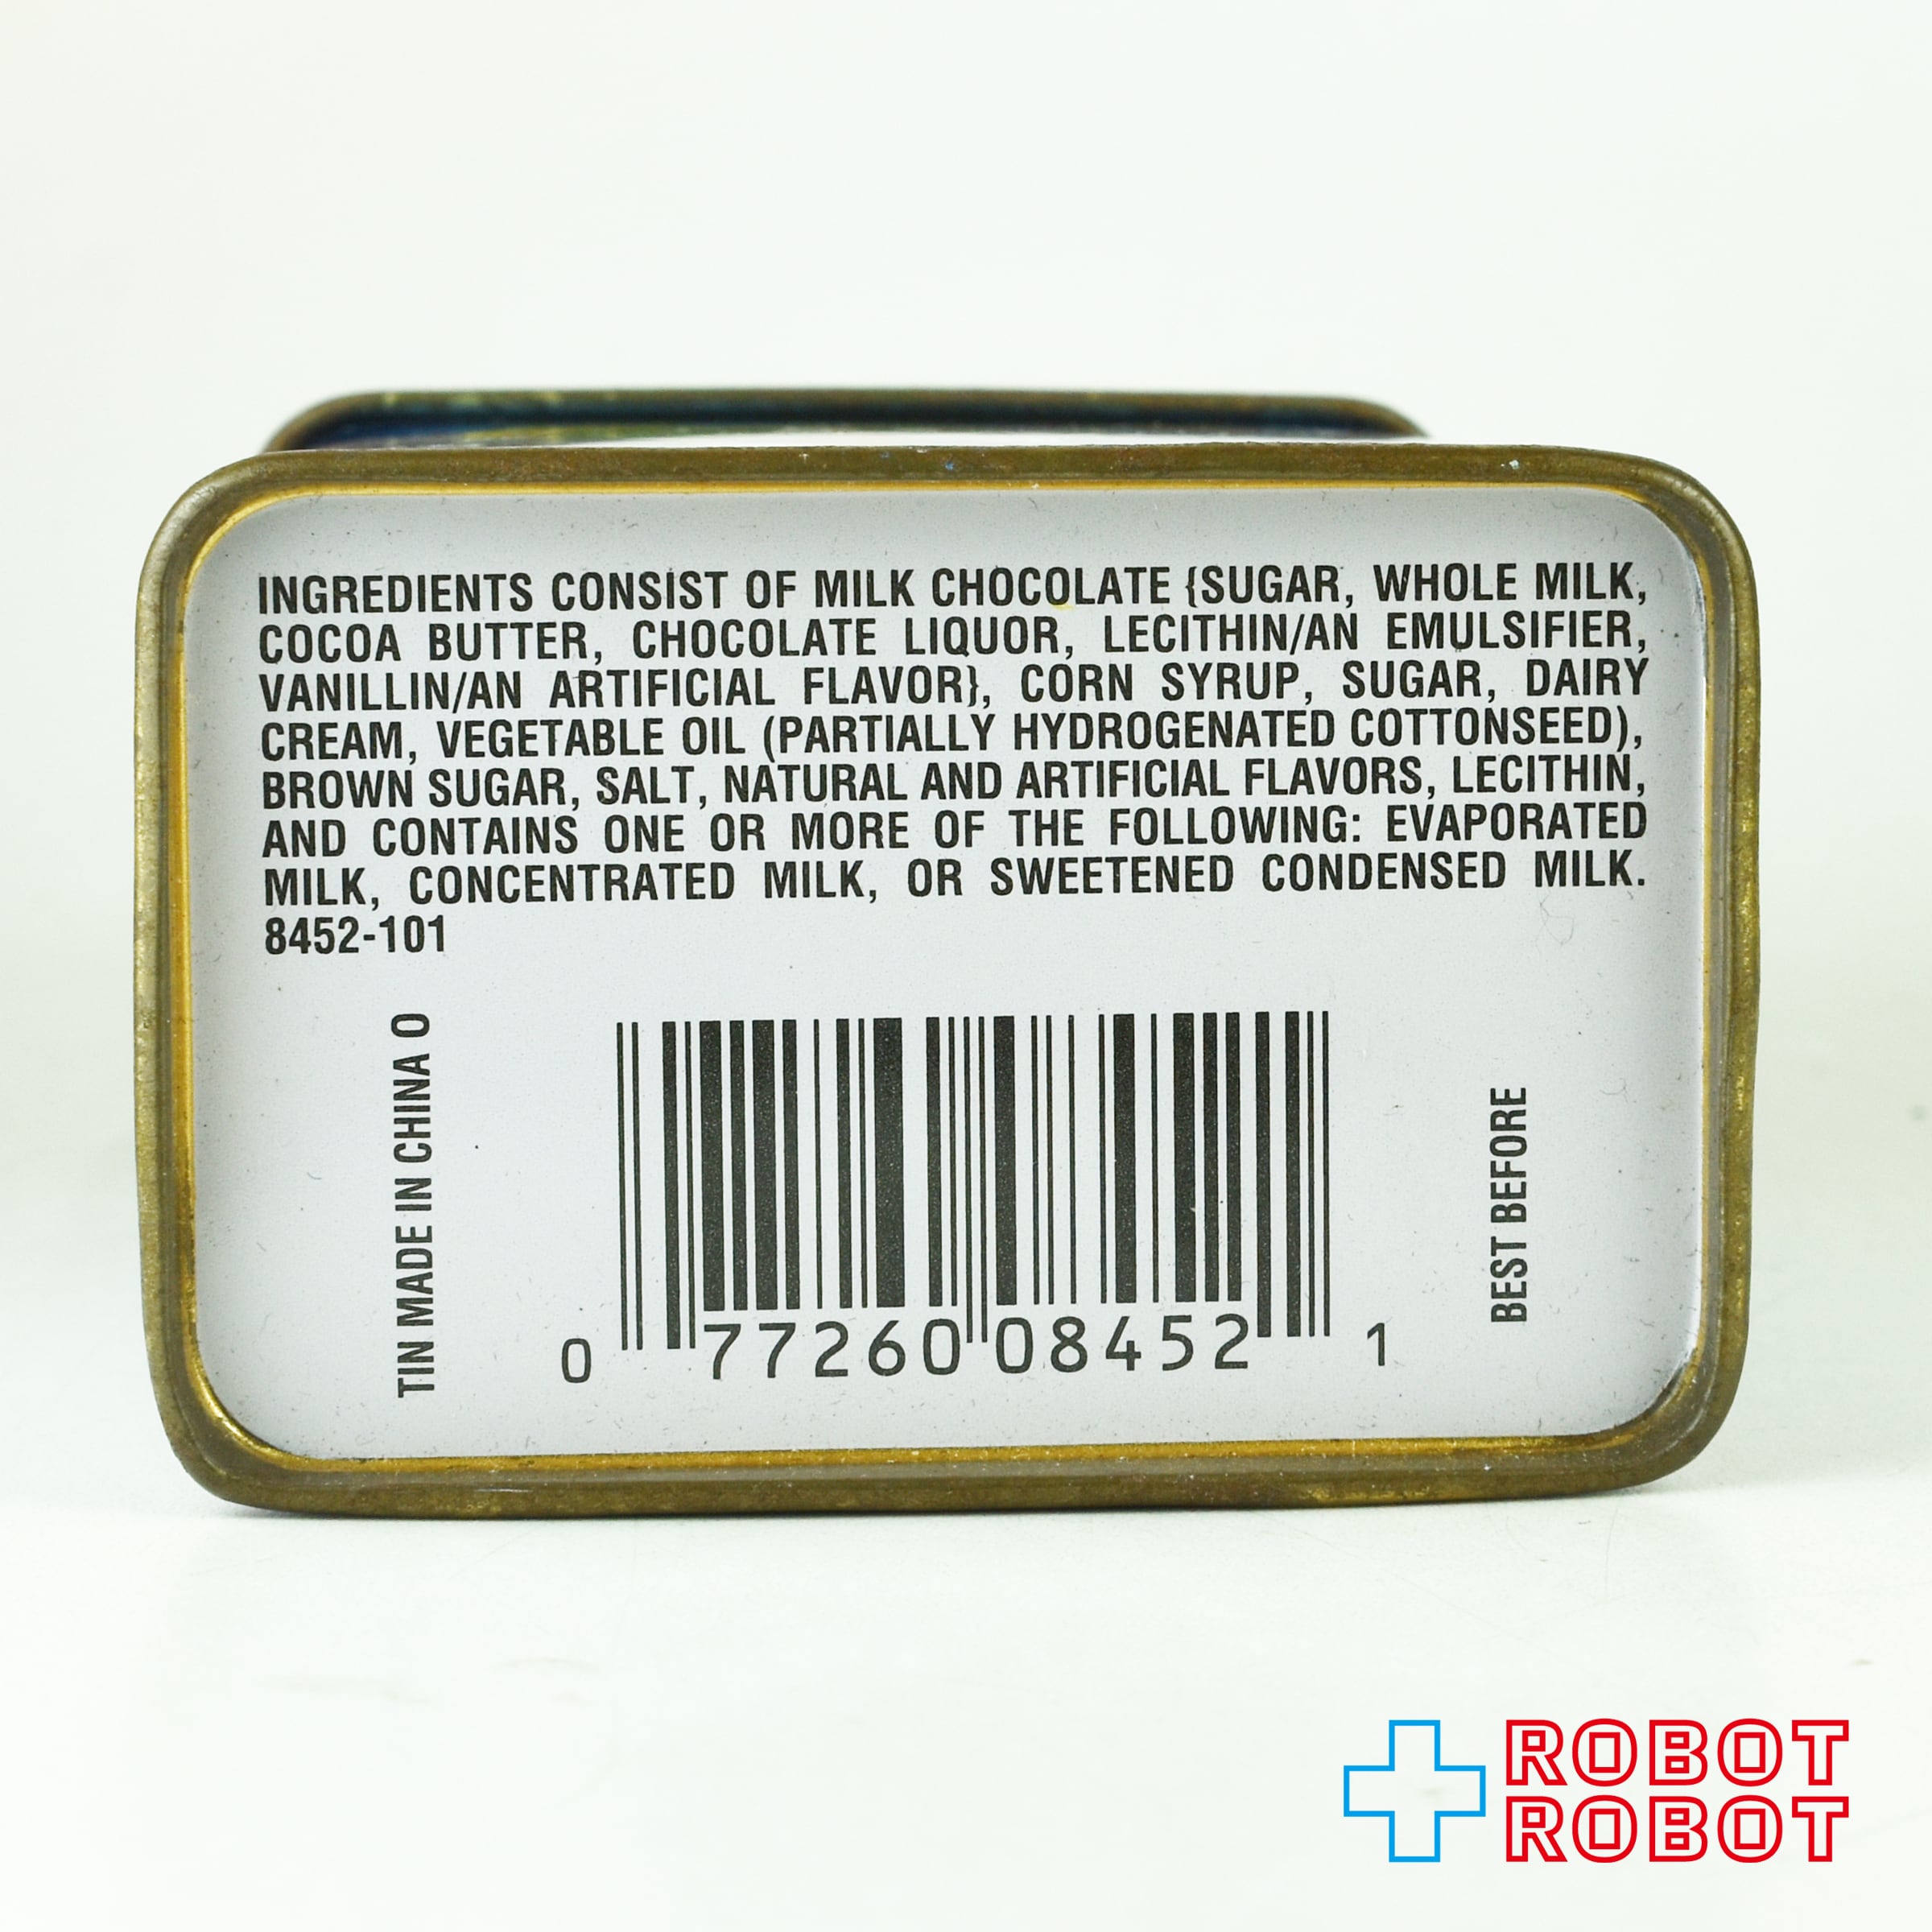 INGREDIENTS CONSIST OF MILK CHOCOLATE {SUGAR, WHOLE MILK,
COCOA BUTTER, CHOCOLATE LIQUOR, LECITHIN/AN EMULSIFIER,
VANILLIN/AN ARTIFICIAL FLAVOR}, CORN SYRUP, SUGAR, DAIRY
CREAM, VEGETABLE OIL (PARTIALLY HYDROGENATED COTTONSEED),
BROWN SUGAR, SALT, NATURAL AND ARTIFICIAL FLAVORS, LECITHIN,
AND CONTAINS ONE OR MORE OF THE FOLLOWING: EVAPORATED
MILK, CONCENTRATED MILK, OR SWEETENED CONDENSED MILK.
8452-101
TIN MADE IN CHINA O
0 77260 08452 1
BEST BEFORE
ROBOT
ROBOT